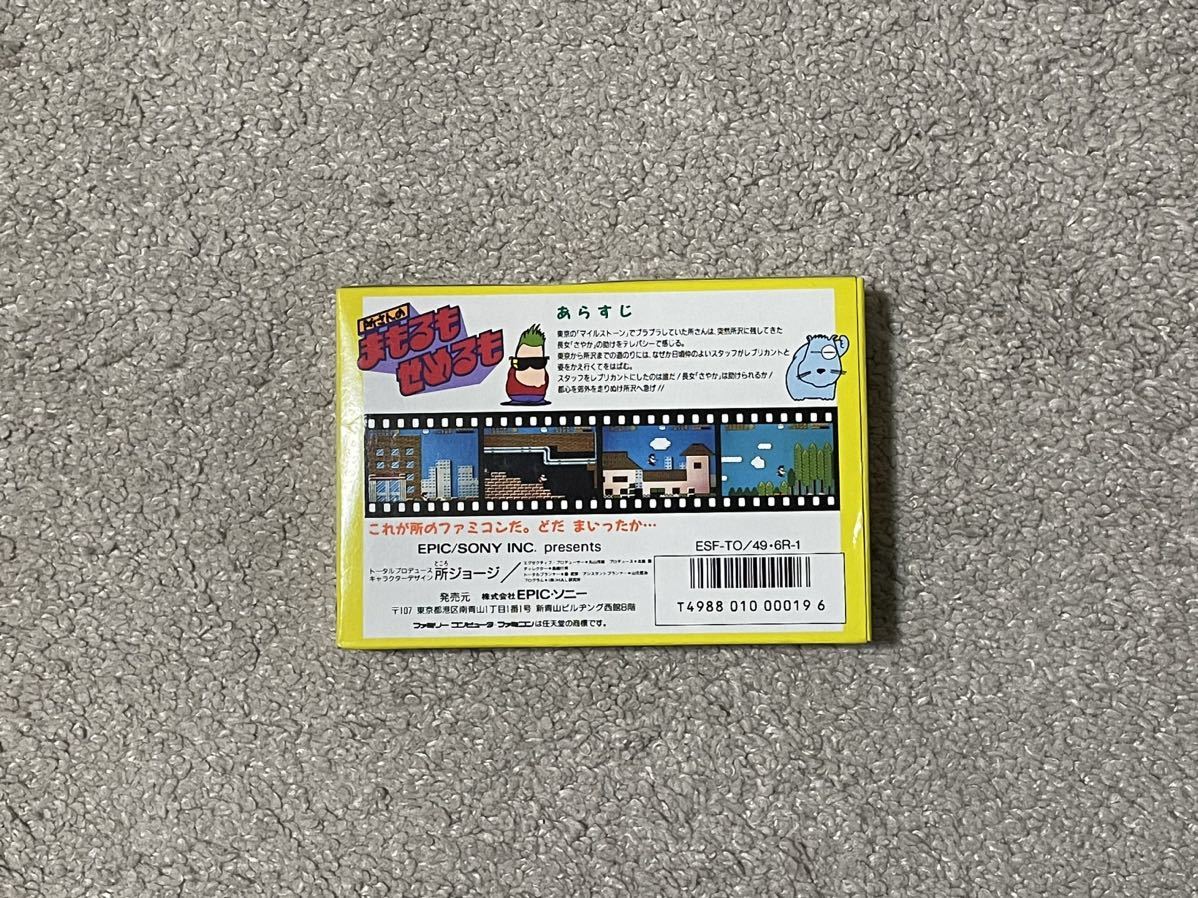 所さんの
まもるも
せめるも
あらすじ
東京の「マイルストーン」でブラブラしていた所さんは、突然所沢に残してきた
長女「さやか」の助けをテレパシーで感じる。
東京から所沢までの道のりには、なぜか日頃仲のよいスタッフがレプリカントと
姿をかえ行くてをはばむ。
スタッフをレプリカントにしたのは誰だ!長女「さやか」は助けられるか!
都心を郊外を走りぬけ所沢へ急げ!!
これが所のファミコンだ。どだ まいったか…
EPIC/SONY INC. presents
ESF-TO/49・6R-1
トータルプロデュース
キャラクターデザイン
ところ
所ジョージ/
発売元 株式会社EPIC・ソニー
〒107 東京都港区南青山1丁目1番1号 新青山ビルヂング西館8階
ファミリーコンピュータ ファミコンは任天堂の商標です。
T4988 010 00019 6